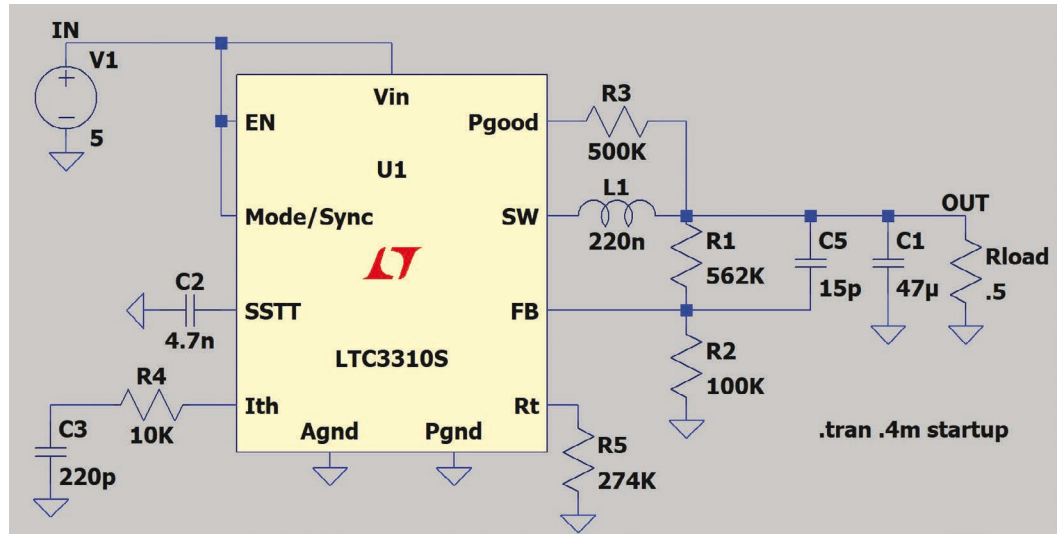 IN
V1
5
Vin
EN
U1
Mode/Sync
Pgood
R3
500K
L1
SW
220n
OUT
R1
562K
C5
15p
C1
47µ
Rload
.5
C2
4.7n
SSTT
FB
LTC3310S
R2
100K
R4
10K
Ith
Agnd
Pgnd
Rt
C3
220p
R5
274K
.tran .4m startup